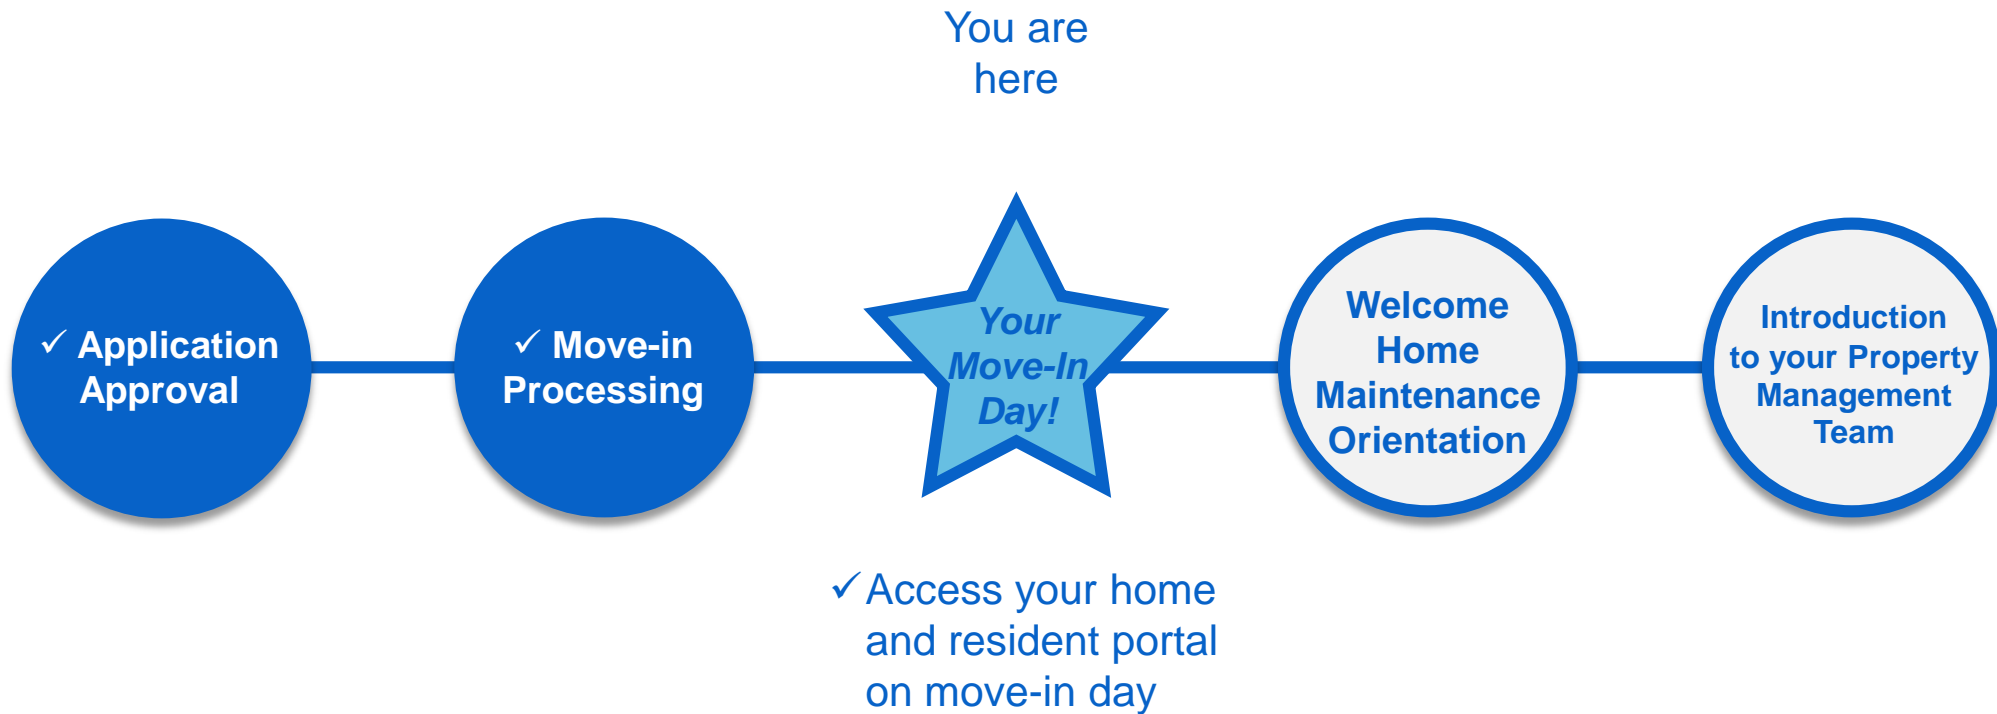 You are
here
✓ Application
Approval
✓ Move-in
Processing
Your
Move-In
Day!
Welcome
Home
Maintenance
Orientation
Introduction
to your Property
Management
Team
✓ Access your home
and resident portal
on move-in day